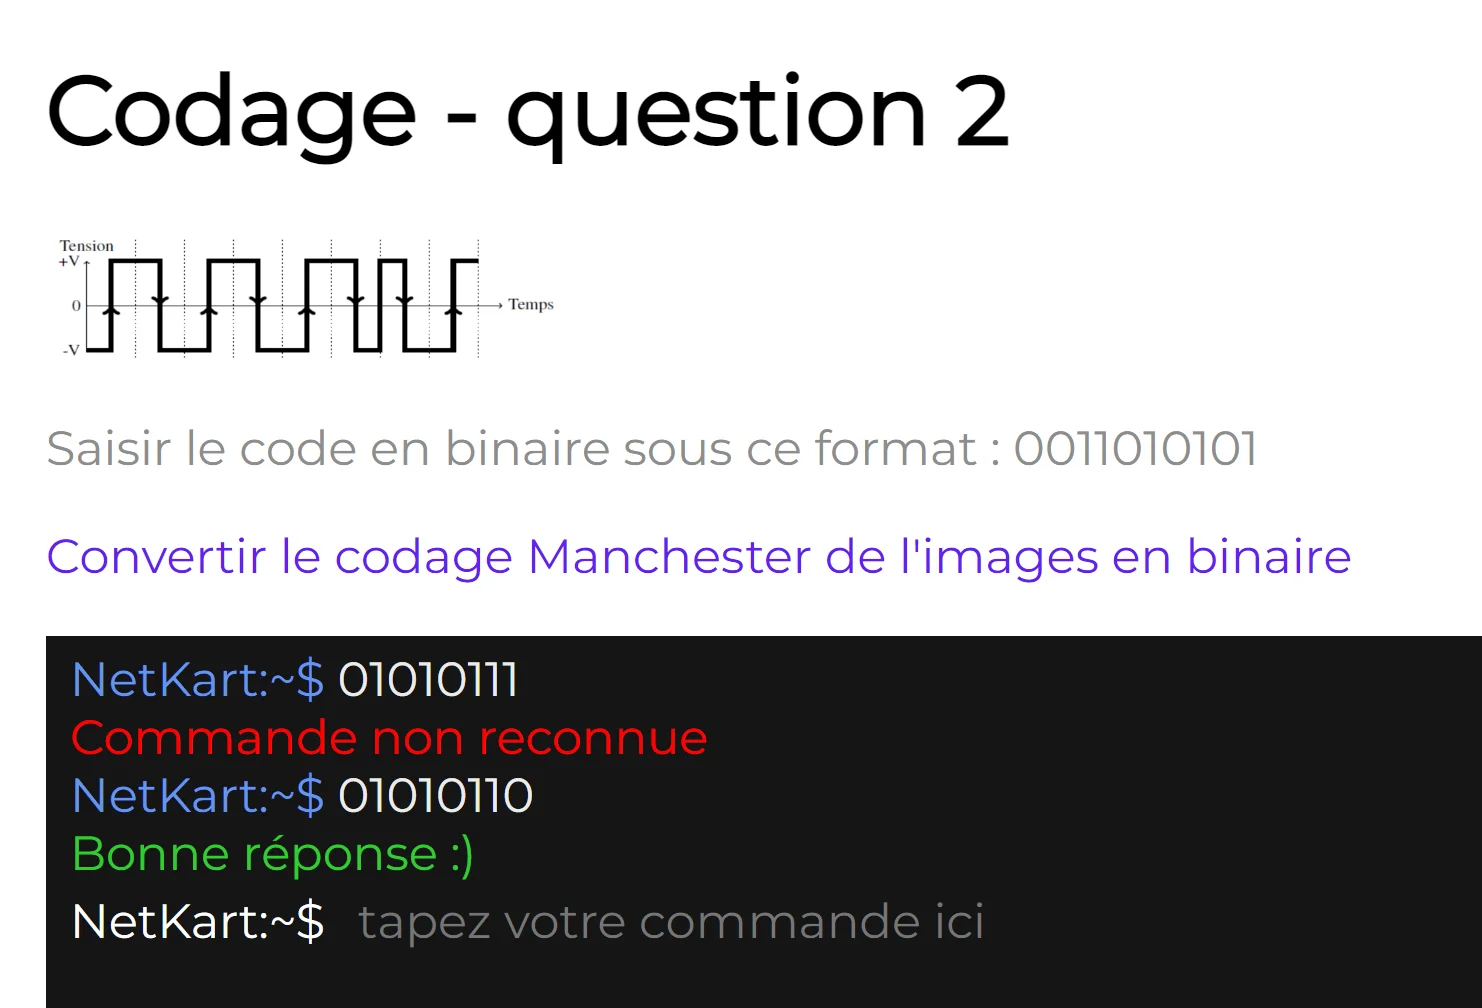 Codage - question 2
Tension
+V
0
Temps
-V
Saisir le code en binaire sous ce format : 0011010101
Convertir le codage Manchester de l'images en binaire
NetKart:~$ 01010111
Commande non reconnue
NetKart:~$ 01010110
Bonne réponse :)
NetKart:~$ tapez votre commande ici